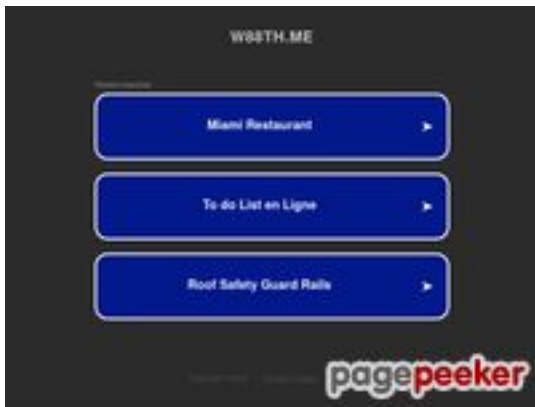 W88TH.ME
Miami Restaurant
To do List en Ligne
Roof Safety Guard Rails
pagepeeker